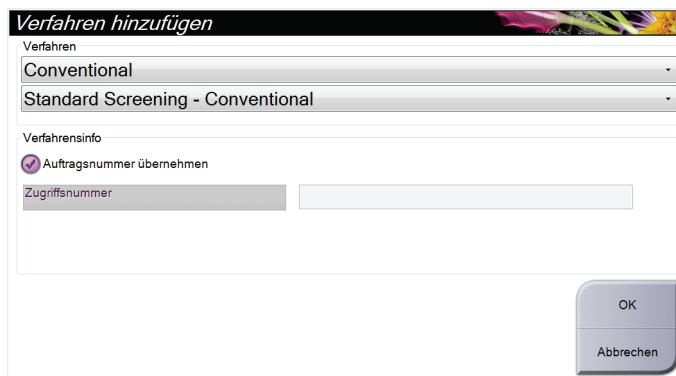 Verfahren hinzufügen
Verfahren
Conventional
Standard Screening - Conventional
Verfahrensinfo
Auftragsnummer übernehmen
Zugriffsnummer
OK
Abbrechen